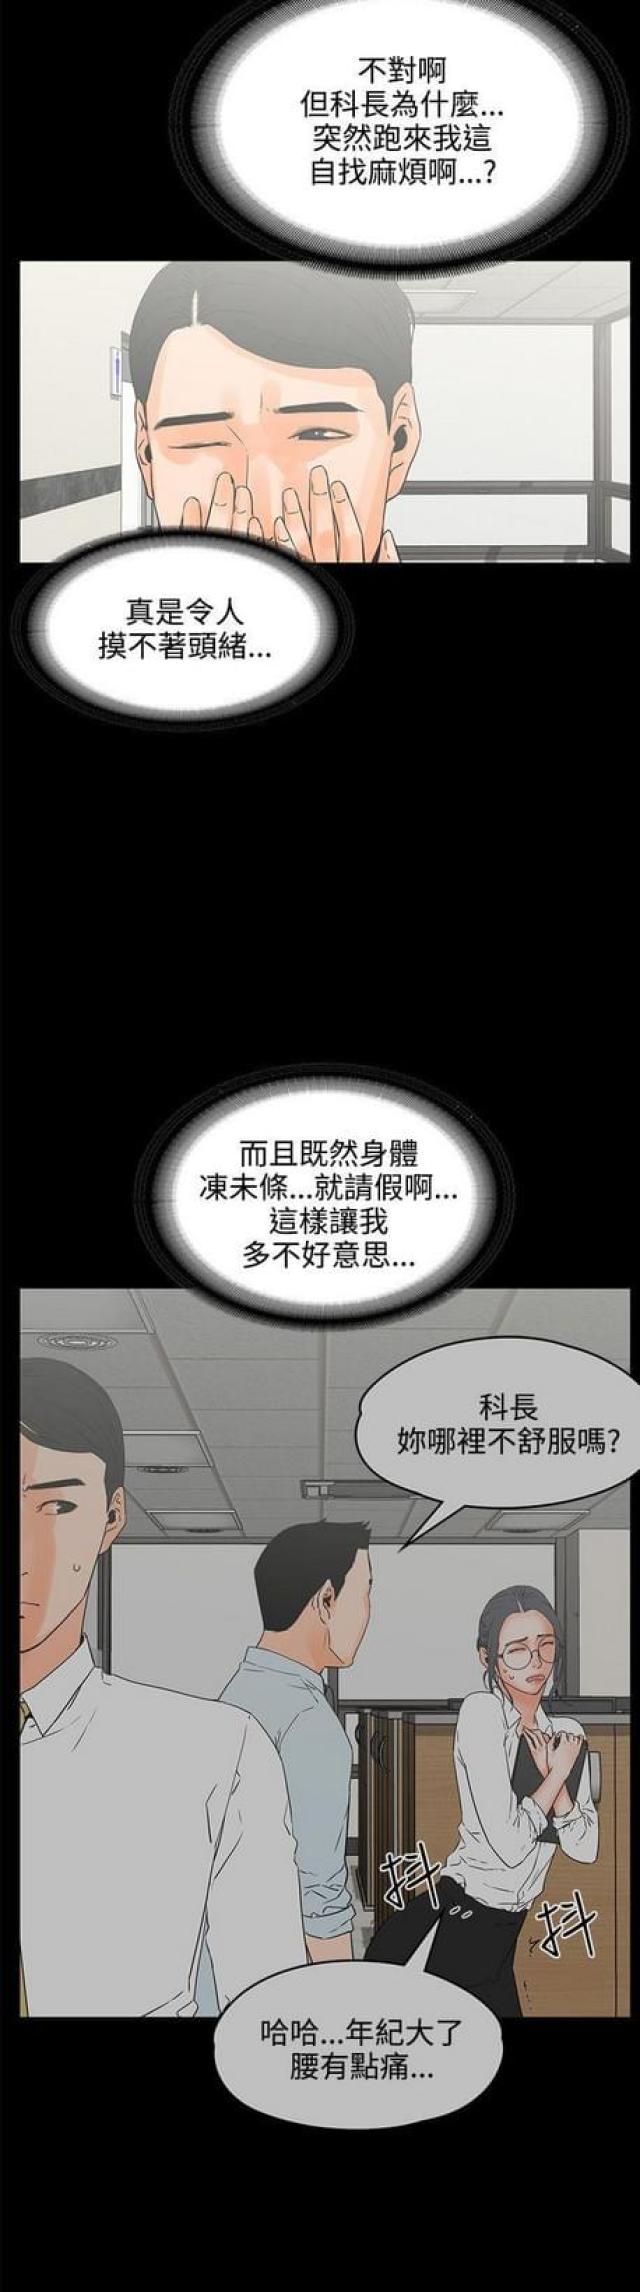 不對啊
但科長為什麼...
突然跑來我這
自找麻煩啊...?
真是令人
摸不著頭緒...
而且既然身體
凍未條...就請假啊...
這樣讓我
多不好意思...
科長
妳哪裡不舒服嗎?
抖
抖
哈哈...年紀大了
腰有點痛...